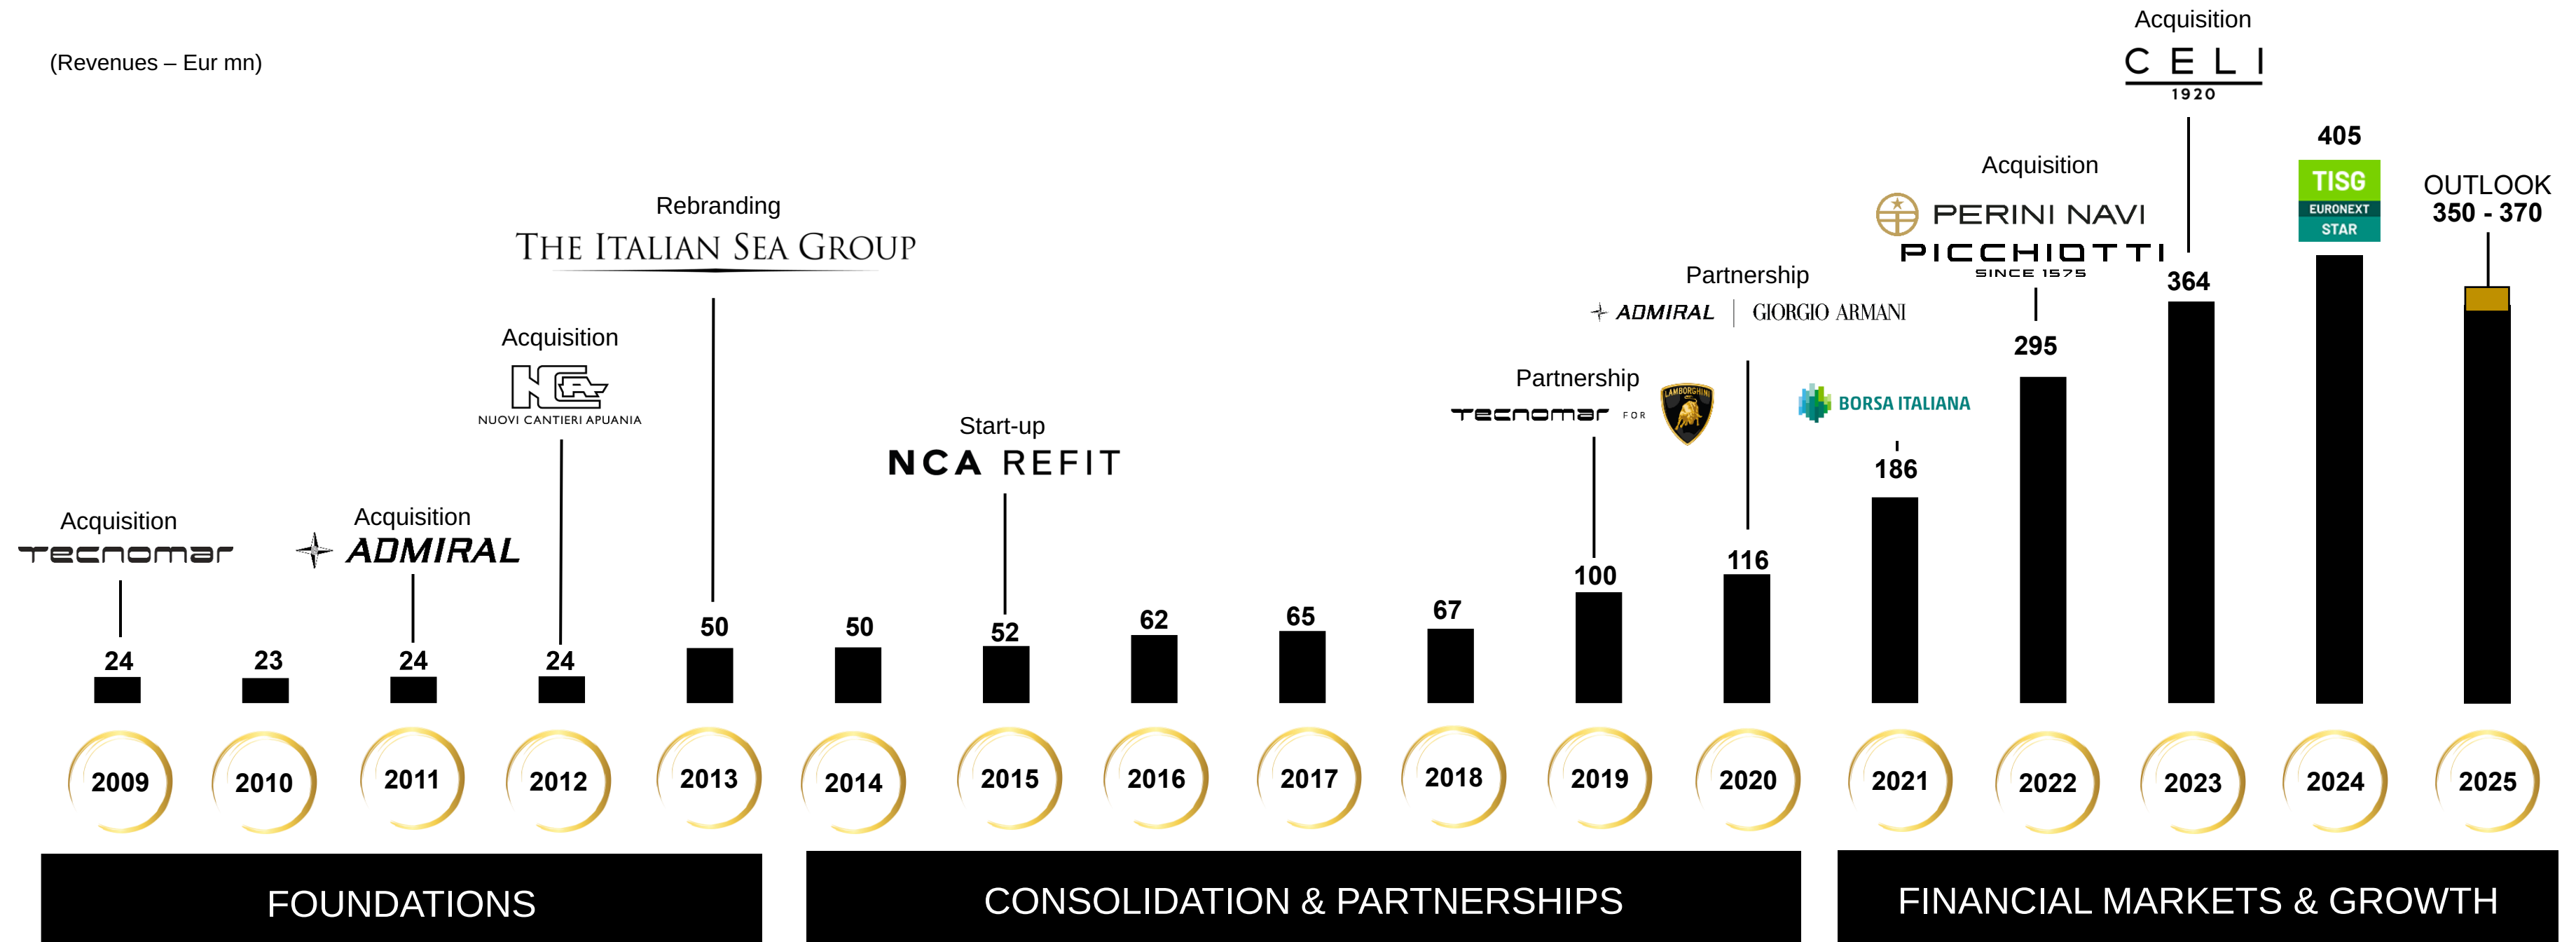 (Revenues – Eur mn)
Acquisition
TECNOMAR
24
23
Acquisition
ADMIRAL
24
Acquisition
NCA
NUOVI CANTIERI APUANIA
24
Rebranding
THE ITALIAN SEA GROUP
50
50
Start-up
NCA REFIT
52
62
65
67
Partnership
TECNOMAR FOR
LAMBORGHINI
100
Partnership
ADMIRAL | GIORGIO ARMANI
116
BORSA ITALIANA
186
Acquisition
PERINI NAVI
PICCHIOTTI
SINCE 1575
295
Acquisition
CELI
1920
364
405
TISG
EURONEXT
STAR
OUTLOOK
350 - 370
2009
2010
2011
2012
2013
2014
2015
2016
2017
2018
2019
2020
2021
2022
2023
2024
2025
FOUNDATIONS
CONSOLIDATION & PARTNERSHIPS
FINANCIAL MARKETS & GROWTH